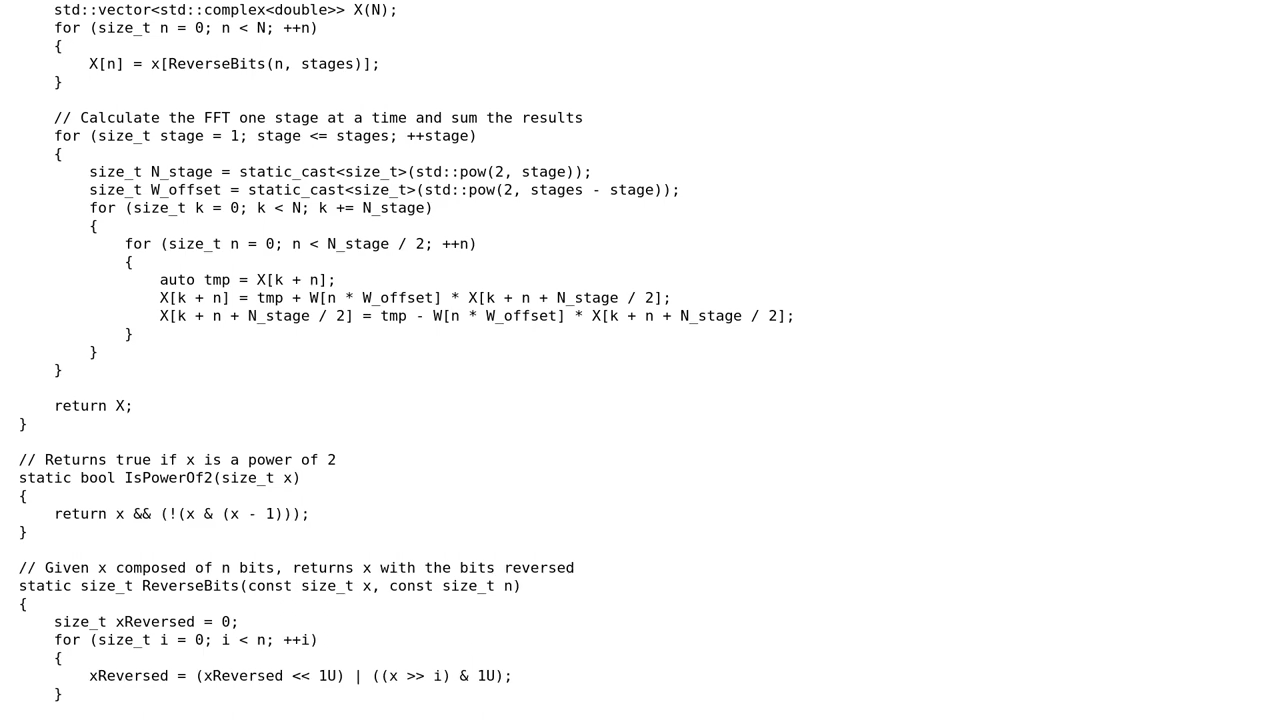 std::vector<std::complex<double>> X(N);
    for (size_t n = 0; n < N; ++n)
    {
        X[n] = x[ReverseBits(n, stages)];
    }

    // Calculate the FFT one stage at a time and sum the results
    for (size_t stage = 1; stage <= stages; ++stage)
    {
        size_t N_stage = static_cast<size_t>(std::pow(2, stage));
        size_t W_offset = static_cast<size_t>(std::pow(2, stages - stage));
        for (size_t k = 0; k < N; k += N_stage)
        {
            for (size_t n = 0; n < N_stage / 2; ++n)
            {
                auto tmp = X[k + n];
                X[k + n] = tmp + W[n * W_offset] * X[k + n + N_stage / 2];
                X[k + n + N_stage / 2] = tmp - W[n * W_offset] * X[k + n + N_stage / 2];
            }
        }
    }

    return X;
}

// Returns true if x is a power of 2
static bool IsPowerOf2(size_t x)
{
    return x && (!(x & (x - 1)));
}

// Given x composed of n bits, returns x with the bits reversed
static size_t ReverseBits(const size_t x, const size_t n)
{
    size_t xReversed = 0;
    for (size_t i = 0; i < n; ++i)
    {
        xReversed = (xReversed << 1U) | ((x >> i) & 1U);
    }